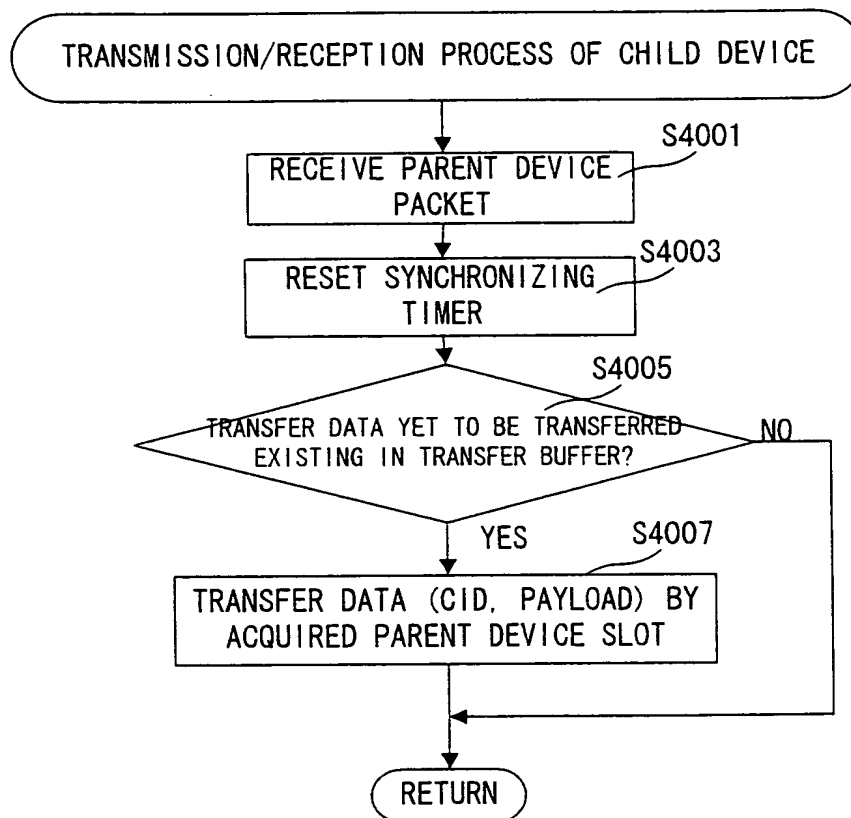 TRANSMISSION/RECEPTION PROCESS OF CHILD DEVICE
S4001
RECEIVE PARENT DEVICE
PACKET
S4003
RESET SYNCHRONIZING
TIMER
S4005
TRANSFER DATA YET TO BE TRANSFERRED
EXISTING IN TRANSFER BUFFER?
NO
YES
S4007
TRANSFER DATA (CID, PAYLOAD) BY
ACQUIRED PARENT DEVICE SLOT
RETURN